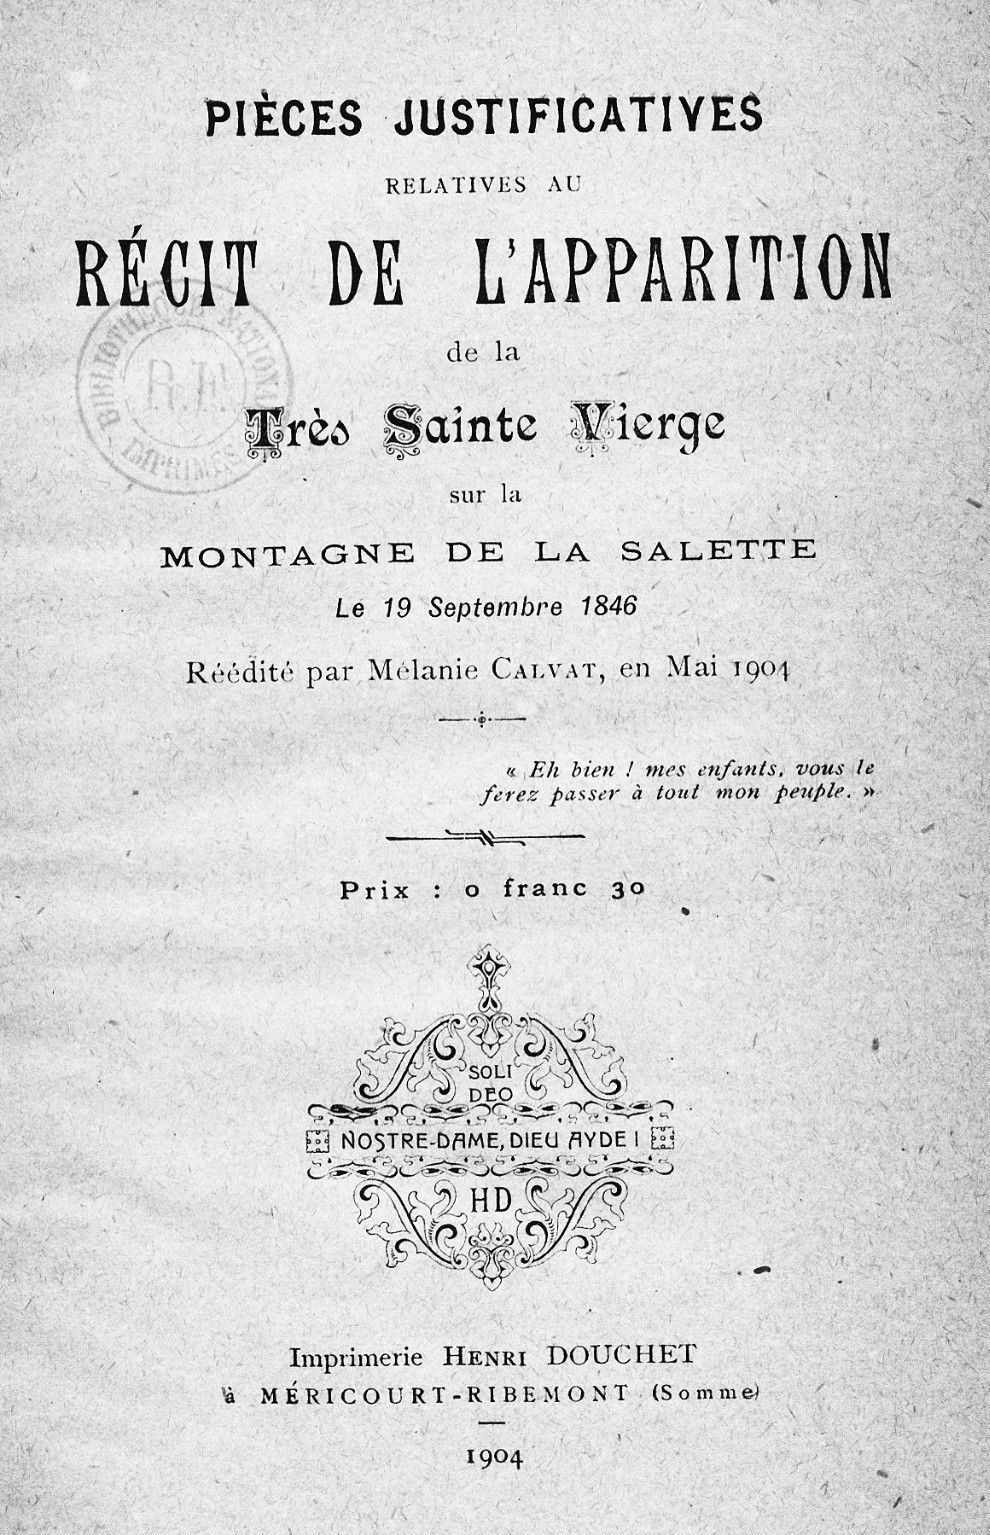 PIÈCES JUSTIFICATIVES
RELATIVES AU
RÉCIT DE L'APPARITION
de la
Très Sainte Vierge
sur la
MONTAGNE DE LA SALETTE
Le 19 Septembre 1846
Réédité par Mélanie CALVAT, en Mai 1904
« Eh bien ! mes enfants, vous le
ferez passer à tout mon peuple. »
Prix : 0 franc 30
SOLI
DEO
NOSTRE-DAME, DIEU AYDE !
HD
Imprimerie HENRI DOUCHET
à MÉRICOURT-RIBEMONT (Somme)
1904
BIBLIOTHÈQUE NATIONALE
R.F.
IMPRIMÉS